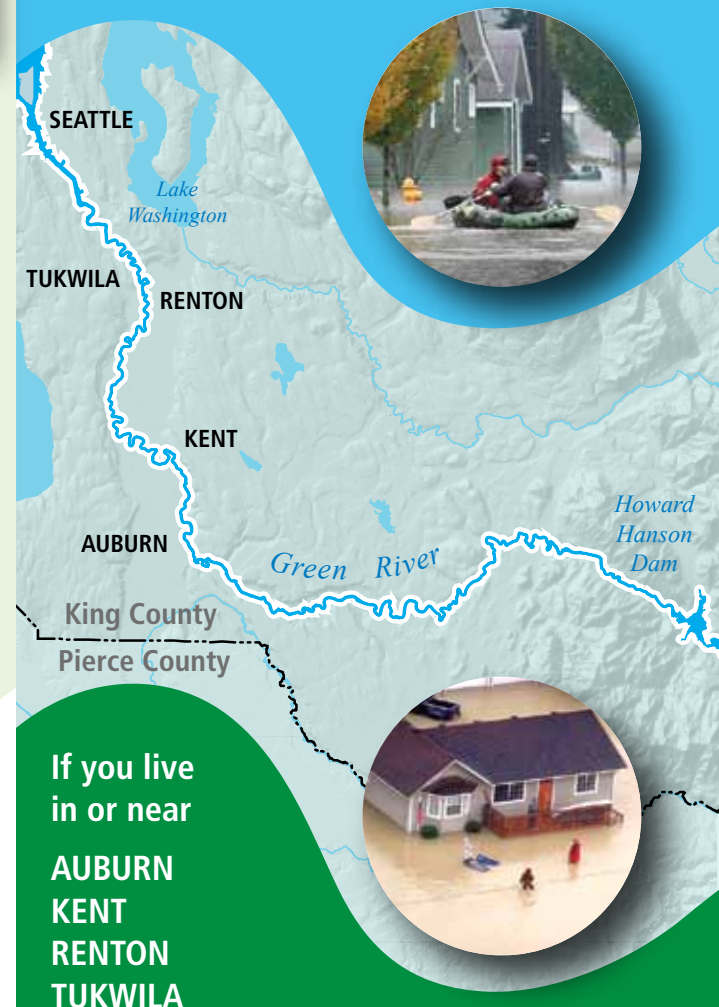 SEATTLE
Lake
Washington
TUKWILA
RENTON
KENT
Howard
Hanson
Dam
AUBURN
Green River
King County
Pierce County
If you live
in or near
AUBURN
KENT
RENTON
TUKWILA